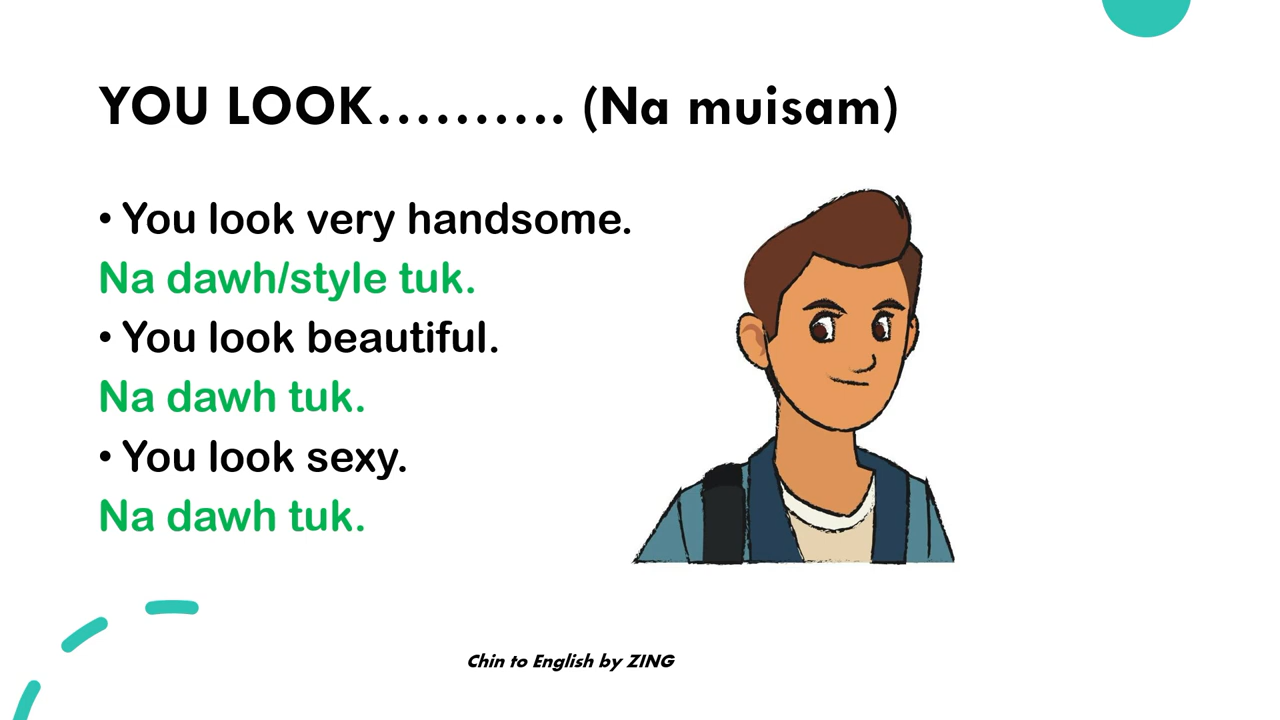 YOU LOOK.......... (Na muisam)
• You look very handsome.
Na dawh/style tuk.
• You look beautiful.
Na dawh tuk.
• You look sexy.
Na dawh tuk.
Chin to English by ZING